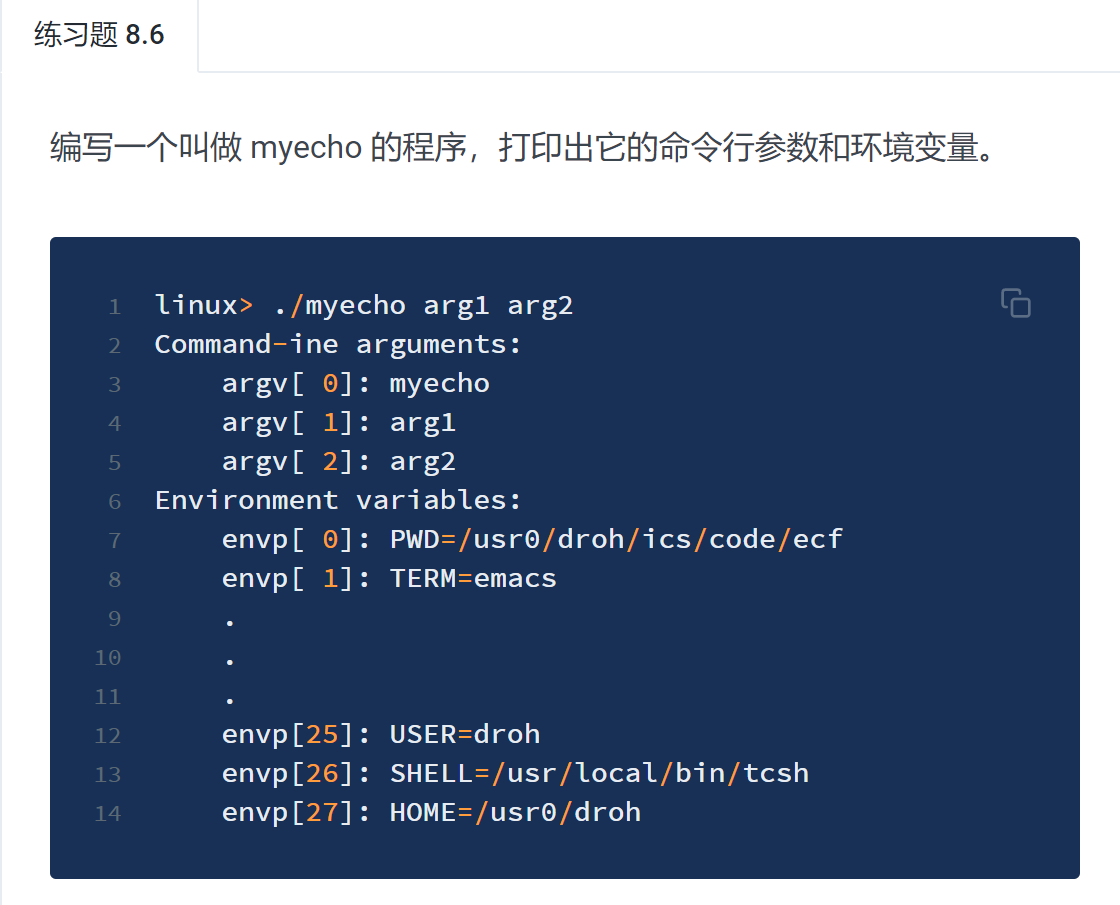 练习题 8.6
编写一个叫做 myecho 的程序，打印出它的命令行参数和环境变量。
1 linux> ./myecho arg1 arg2
2 Command-ine arguments:
3     argv[ 0]: myecho
4     argv[ 1]: arg1
5     argv[ 2]: arg2
6 Environment variables:
7     envp[ 0]: PWD=/usr0/droh/ics/code/ecf
8     envp[ 1]: TERM=emacs
9     .
10     .
11     .
12     envp[25]: USER=droh
13     envp[26]: SHELL=/usr/local/bin/tcsh
14     envp[27]: HOME=/usr0/droh